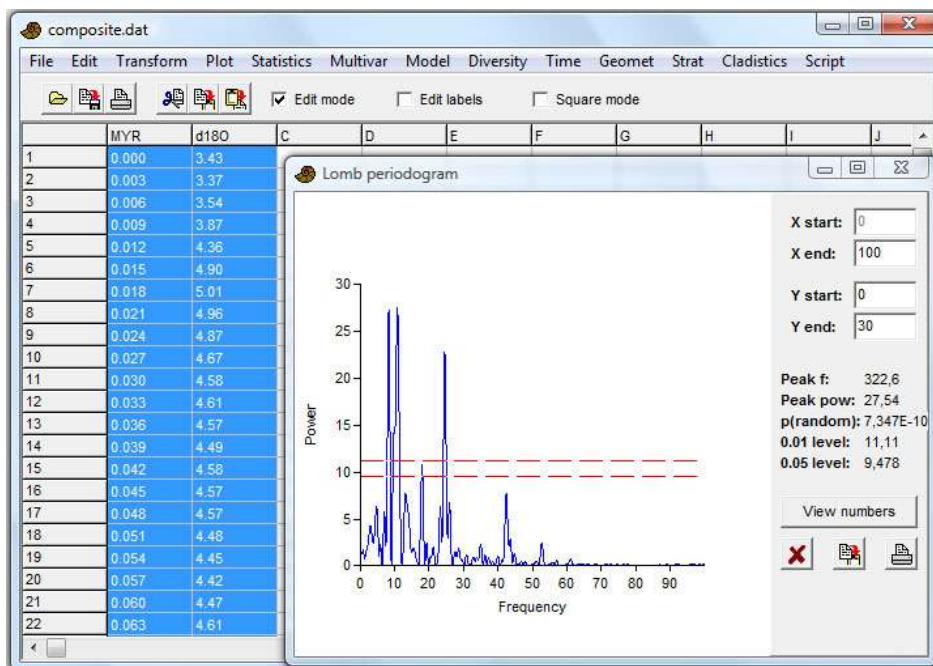 composite.dat
File Edit Transform Plot Statistics Multivar Model Diversity Time Geomet Strat Cladistics Script
Edit mode Edit labels Square mode
MYR d18O C D E F G H I J
1 0.000 3.43
2 0.003 3.37
3 0.006 3.54
4 0.009 3.87
5 0.012 4.36
6 0.015 4.90
7 0.018 5.01
8 0.021 4.96
9 0.024 4.87
10 0.027 4.67
11 0.030 4.58
12 0.033 4.61
13 0.036 4.57
14 0.039 4.49
15 0.042 4.58
16 0.045 4.57
17 0.048 4.57
18 0.051 4.48
19 0.054 4.45
20 0.057 4.42
21 0.060 4.47
22 0.063 4.61
Lomb periodogram
30
25
20
15
10
5
0
Power
0 10 20 30 40 50 60 70 80 90
Frequency
X start: 0
X end: 100
Y start: 0
Y end: 30
Peak f: 322,6
Peak pow: 27,54
p(random): 7,347E-10
0.01 level: 11,11
0.05 level: 9,478
View numbers